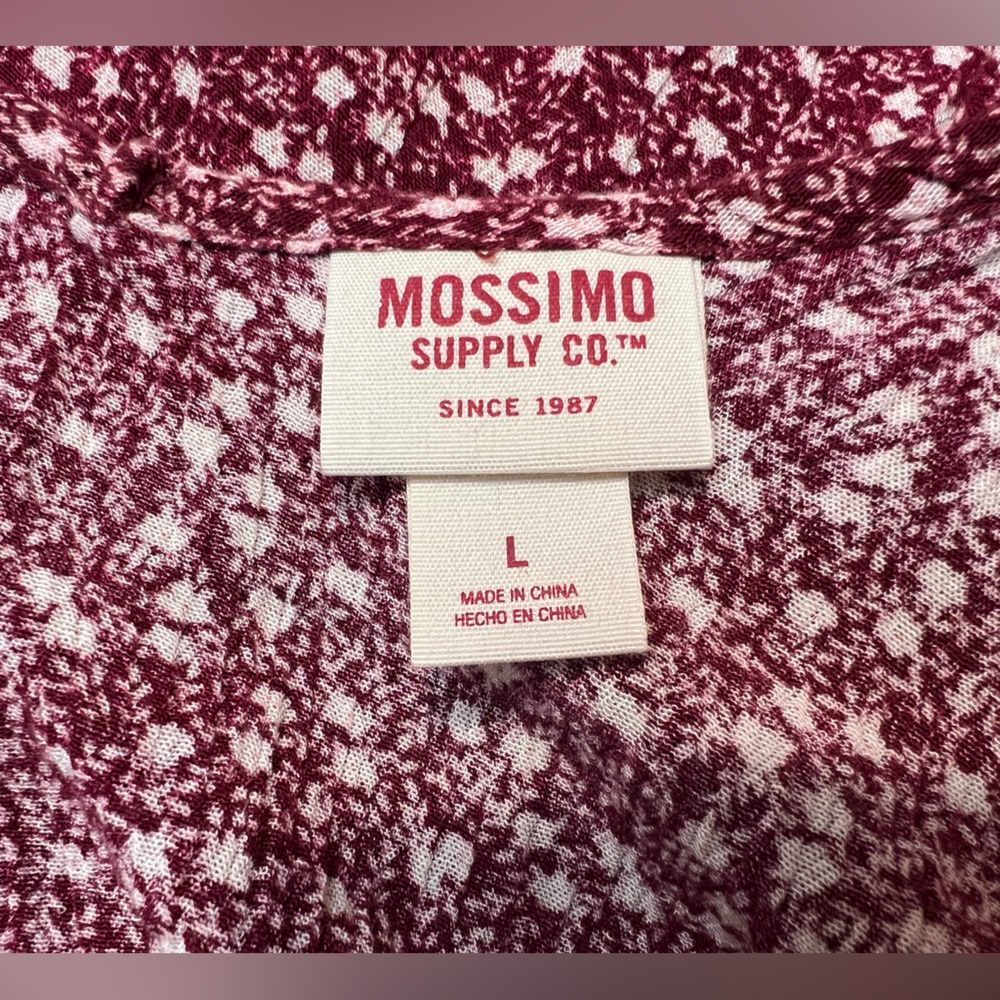 MOSSIMO
SUPPLY CO.™
SINCE 1987
L
MADE IN CHINA
HECHO EN CHINA